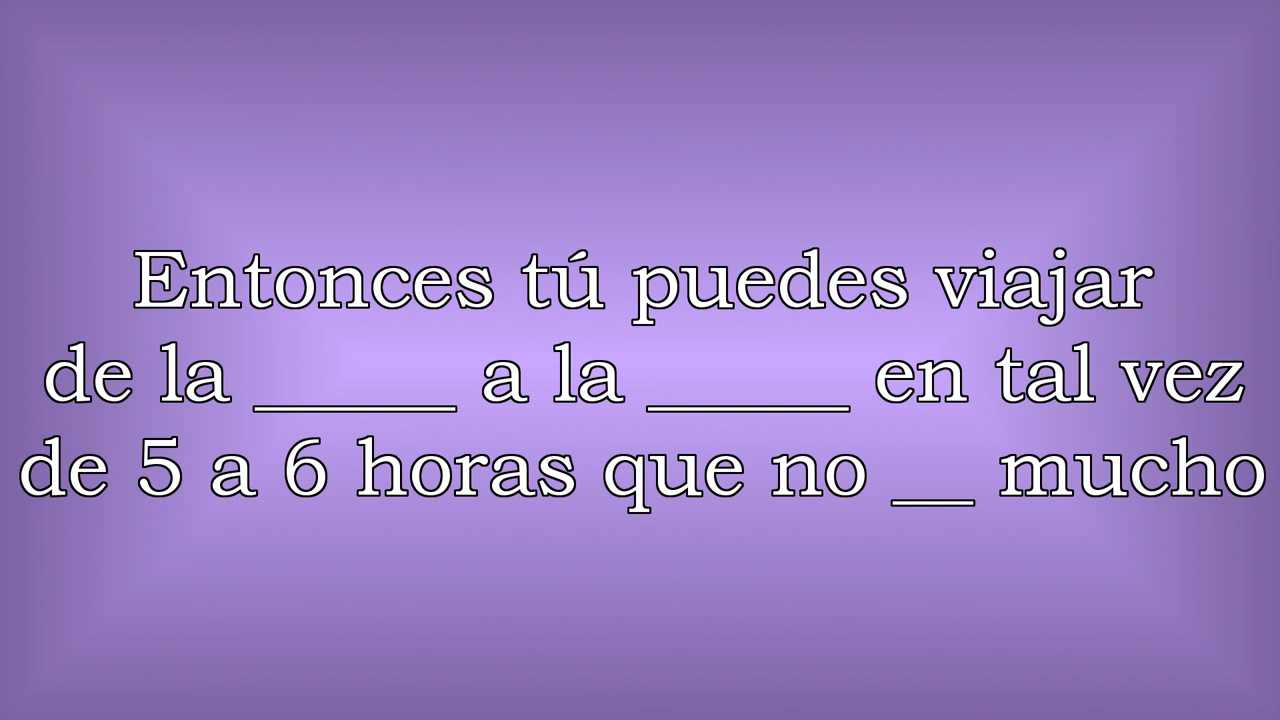 Entonces tú puedes viajar
de la _____ a la _____ en tal vez
de 5 a 6 horas que no __ mucho